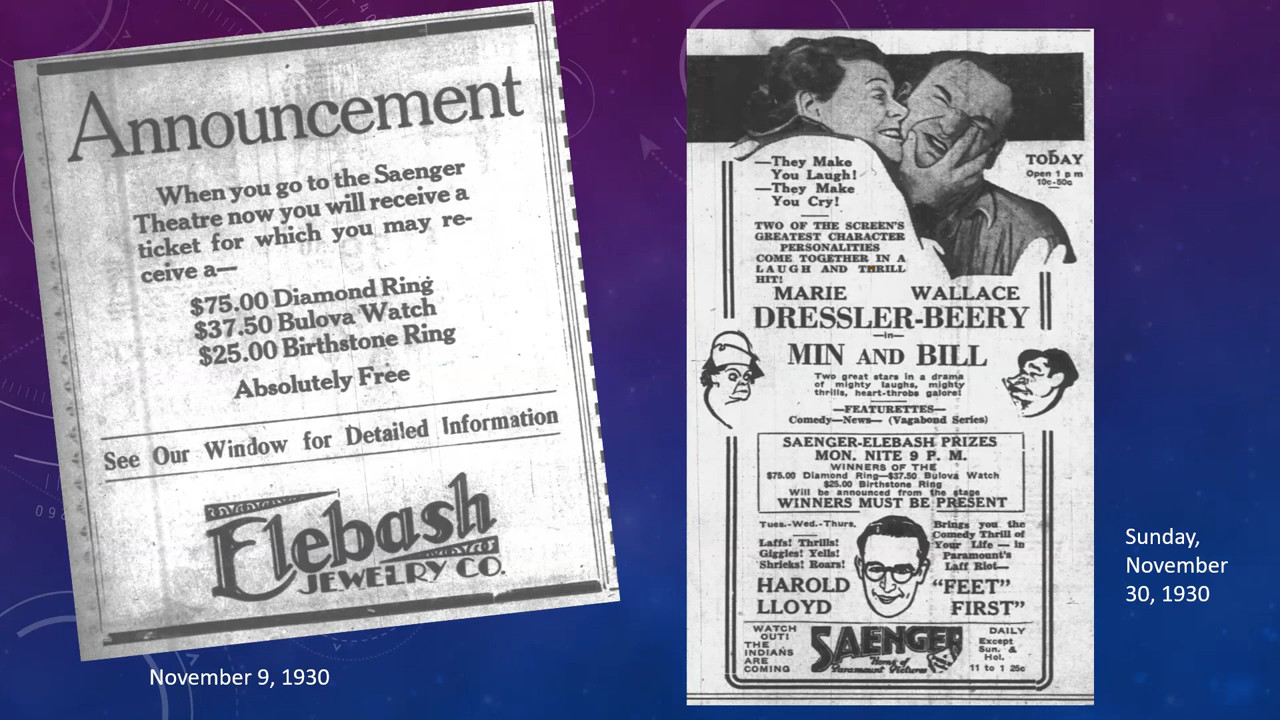 Announcement
When you go to the Saenger
Theatre now you will receive a
ticket for which you may re-
ceive a—
$75.00 Diamond Ring
$37.50 Bulova Watch
$25.00 Birthstone Ring
Absolutely Free
See Our Window for Detailed Information
Elebash
JEWELRY CO.
November 9, 1930
—They Make
You Laugh!
—They Make
You Cry!
TODAY
Open 1 p m
10c-50c
TWO OF THE SCREEN'S
GREATEST CHARACTER
PERSONALITIES
COME TOGETHER IN A
LAUGH AND THRILL
HIT!
MARIE WALLACE
DRESSLER-BEERY
—in—
MIN AND BILL
Two great stars in a drama
of mighty laughs, mighty
thrills, heart-throbs galore!
—FEATURETTES—
Comedy—News— (Vagabond Series)
SAENGER-ELEBASH PRIZES
MON. NITE 9 P. M.
WINNERS OF THE
$75.00 Diamond Ring—$37.50 Bulova Watch
$25.00 Birthstone Ring
Will be announced from the stage
WINNERS MUST BE PRESENT
Tues.-Wed.-Thurs.
Laffs! Thrills!
Giggles! Yells!
Shrieks! Roars!
HAROLD
LLOYD
Brings you the
Comedy Thrill of
Your Life — in
Paramount's
Laff Riot—
"FEET
FIRST"
WATCH
OUT!
THE
INDIANS
ARE
COMING
SAENGER
Home of
Paramount Pictures
DAILY
Except
Sun. &
Hol.
11 to 1 25c
Sunday,
November
30, 1930